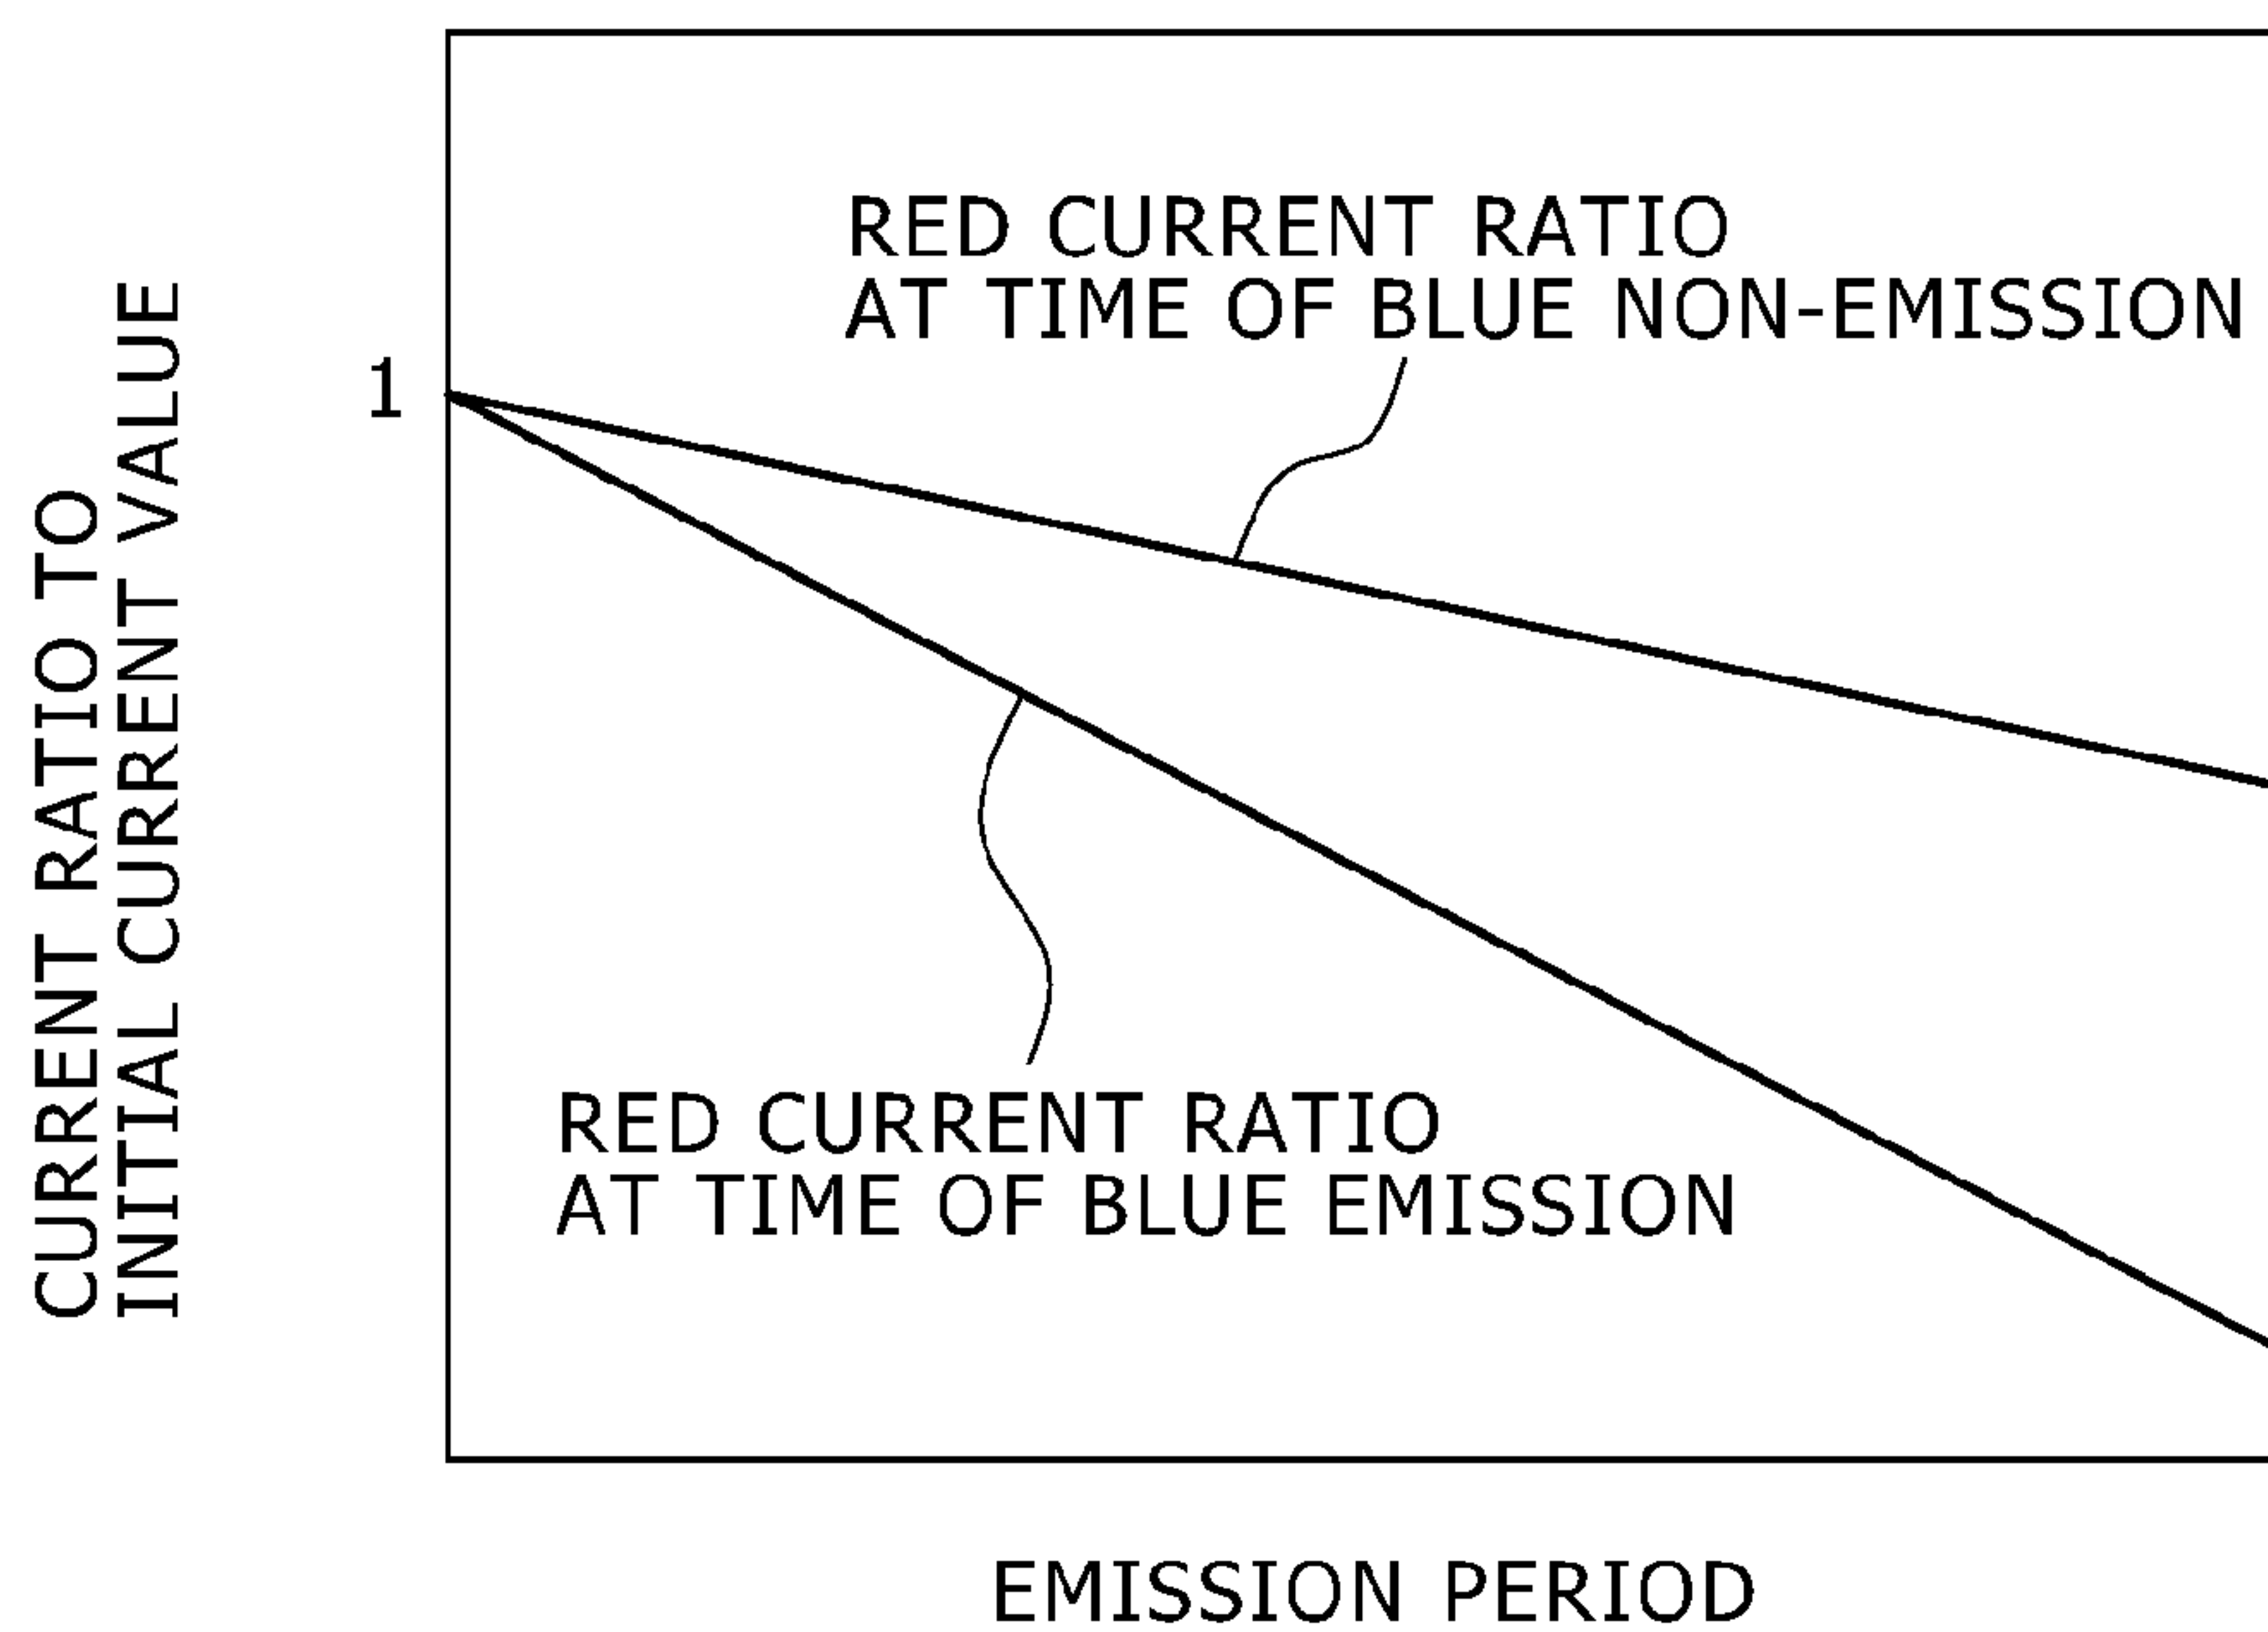 RED CURRENT RATIO
AT TIME OF BLUE NON-EMISSION
1
CURRENT RATIO TO
INITIAL CURRENT VALUE
RED CURRENT RATIO
AT TIME OF BLUE EMISSION
EMISSION PERIOD